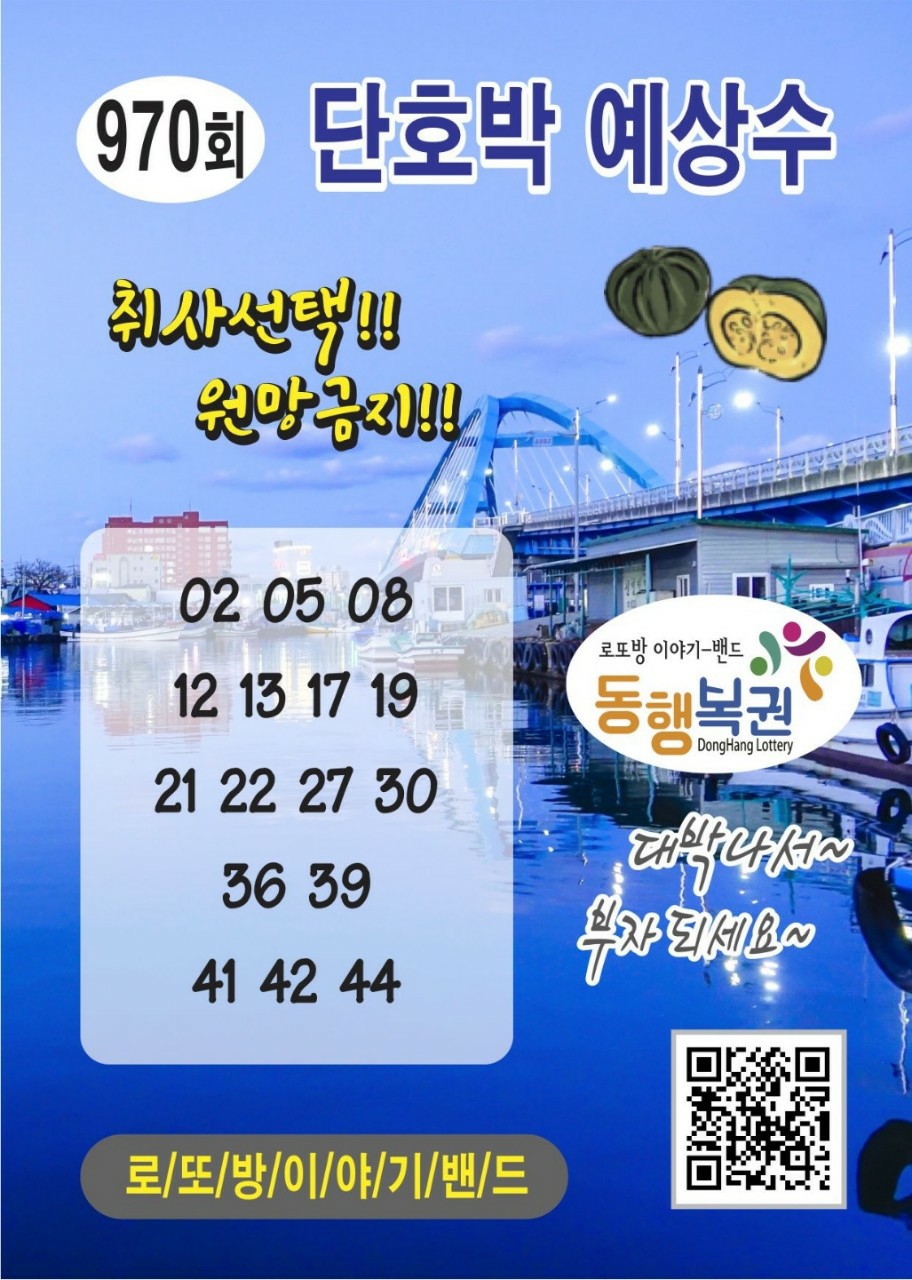 970회 단호박 예상수
취사선택!!
원망금지!!
02 05 08
12 13 17 19
21 22 27 30
36 39
41 42 44
로또방 이야기-밴드
동행복권
DongHang Lottery
대박나서~
부자 되세요~
로/또/방/이/야/기/밴/드